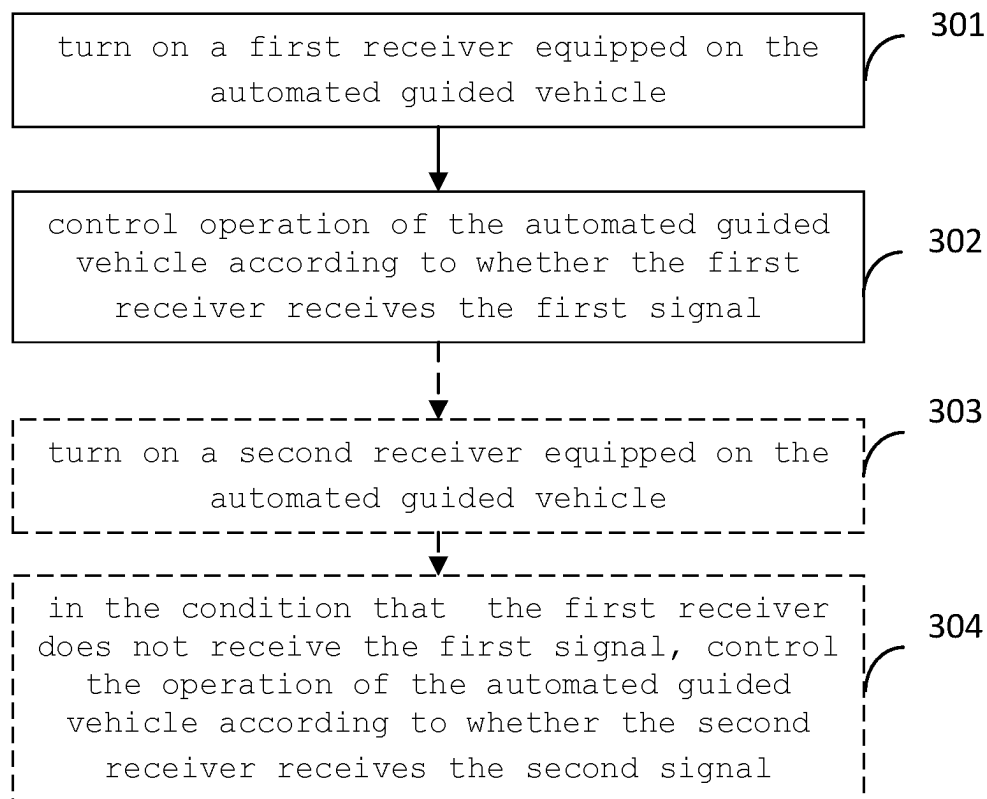 turn on a first receiver equipped on the
automated guided vehicle
301
control operation of the automated guided
vehicle according to whether the first
receiver receives the first signal
302
turn on a second receiver equipped on the
automated guided vehicle
303
in the condition that  the first receiver
does not receive the first signal, control
the operation of the automated guided
vehicle according to whether the second
receiver receives the second signal
304